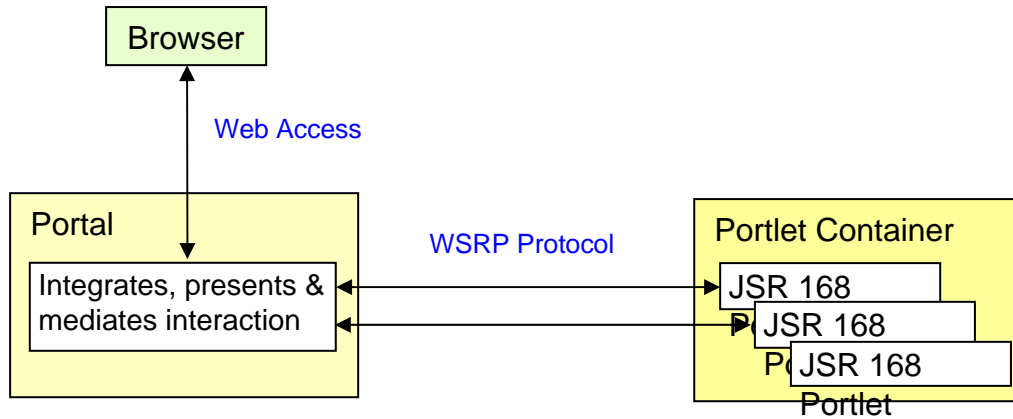 Browser
Web Access
Portal
Integrates, presents &
mediates interaction
WSRP Protocol
Portlet Container
JSR 168
JSR 168
JSR 168
Portlet